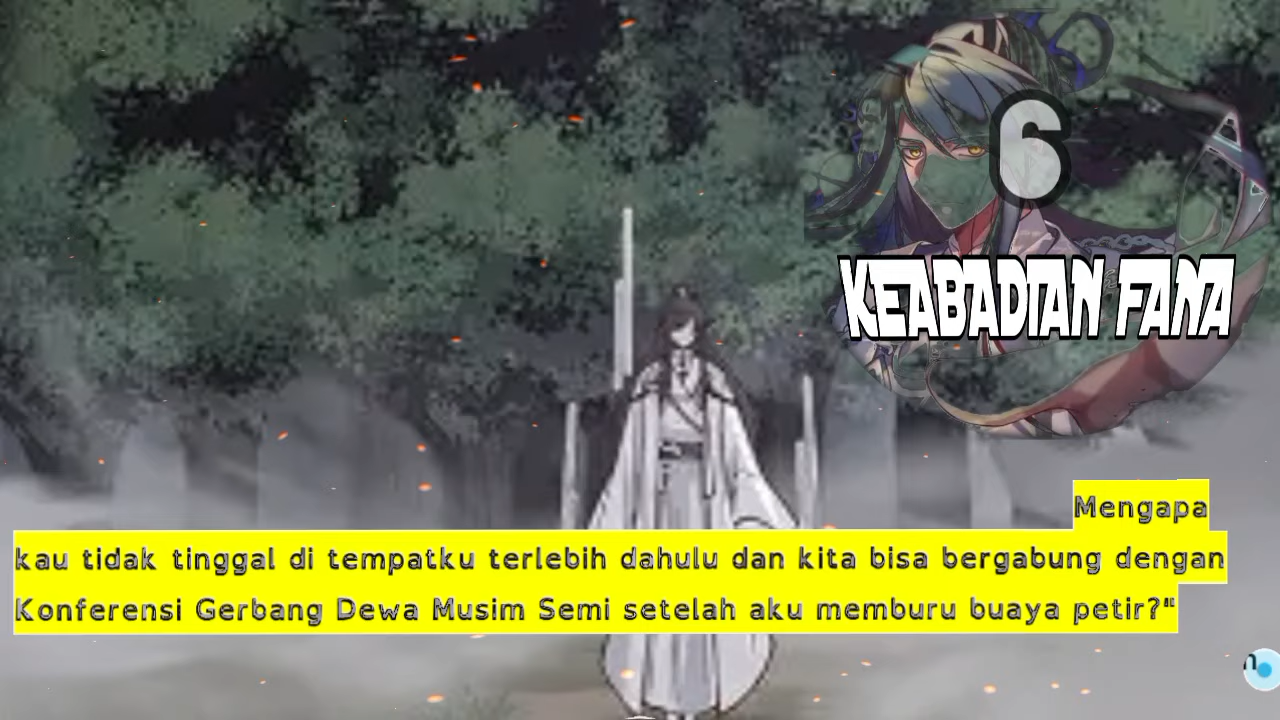 6
KEABADIAN FANA
Mengapa
kau tidak tinggal di tempatku terlebih dahulu dan kita bisa bergabung dengan
Konferensi Gerbang Dewa Musim Semi setelah aku memburu buaya petir?"
n